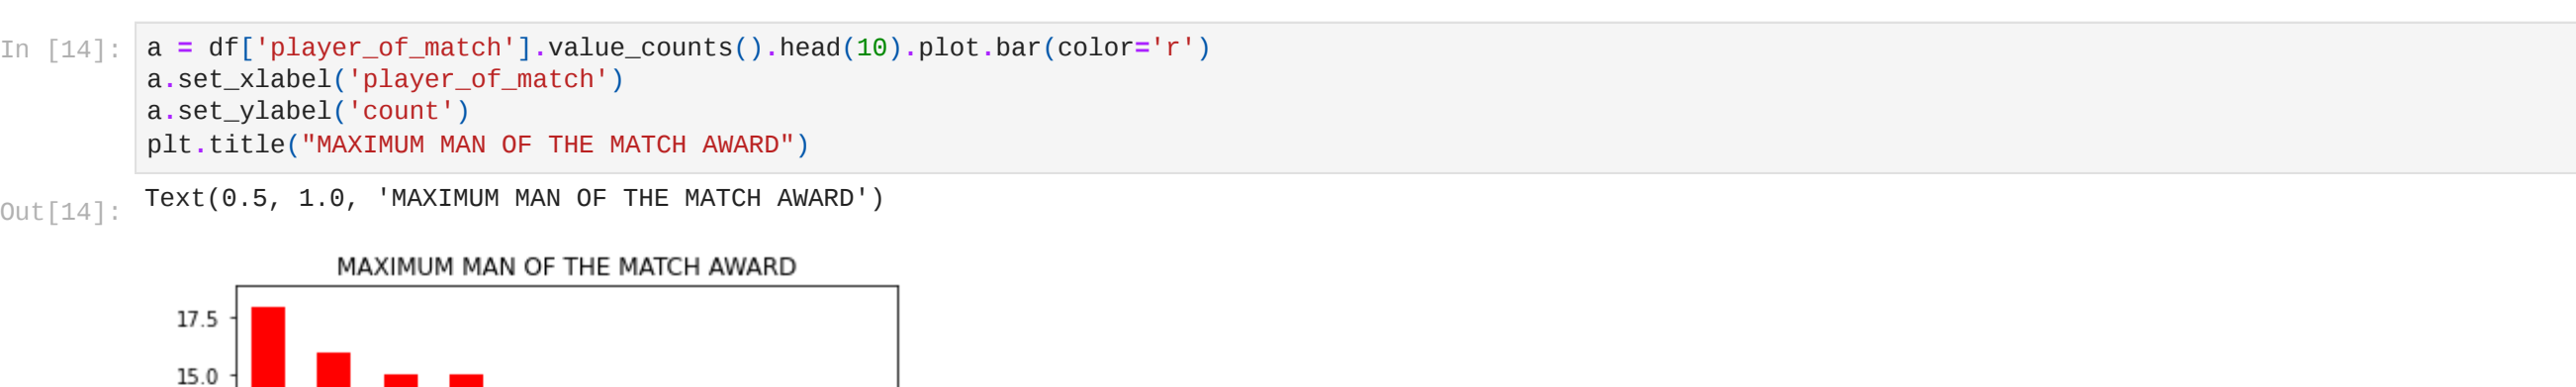 In [14]:
a = df['player_of_match'].value_counts().head(10).plot.bar(color='r')
a.set_xlabel('player_of_match')
a.set_ylabel('count')
plt.title("MAXIMUM MAN OF THE MATCH AWARD")
Out[14]:
Text(0.5, 1.0, 'MAXIMUM MAN OF THE MATCH AWARD')
MAXIMUM MAN OF THE MATCH AWARD
17.5
15.0